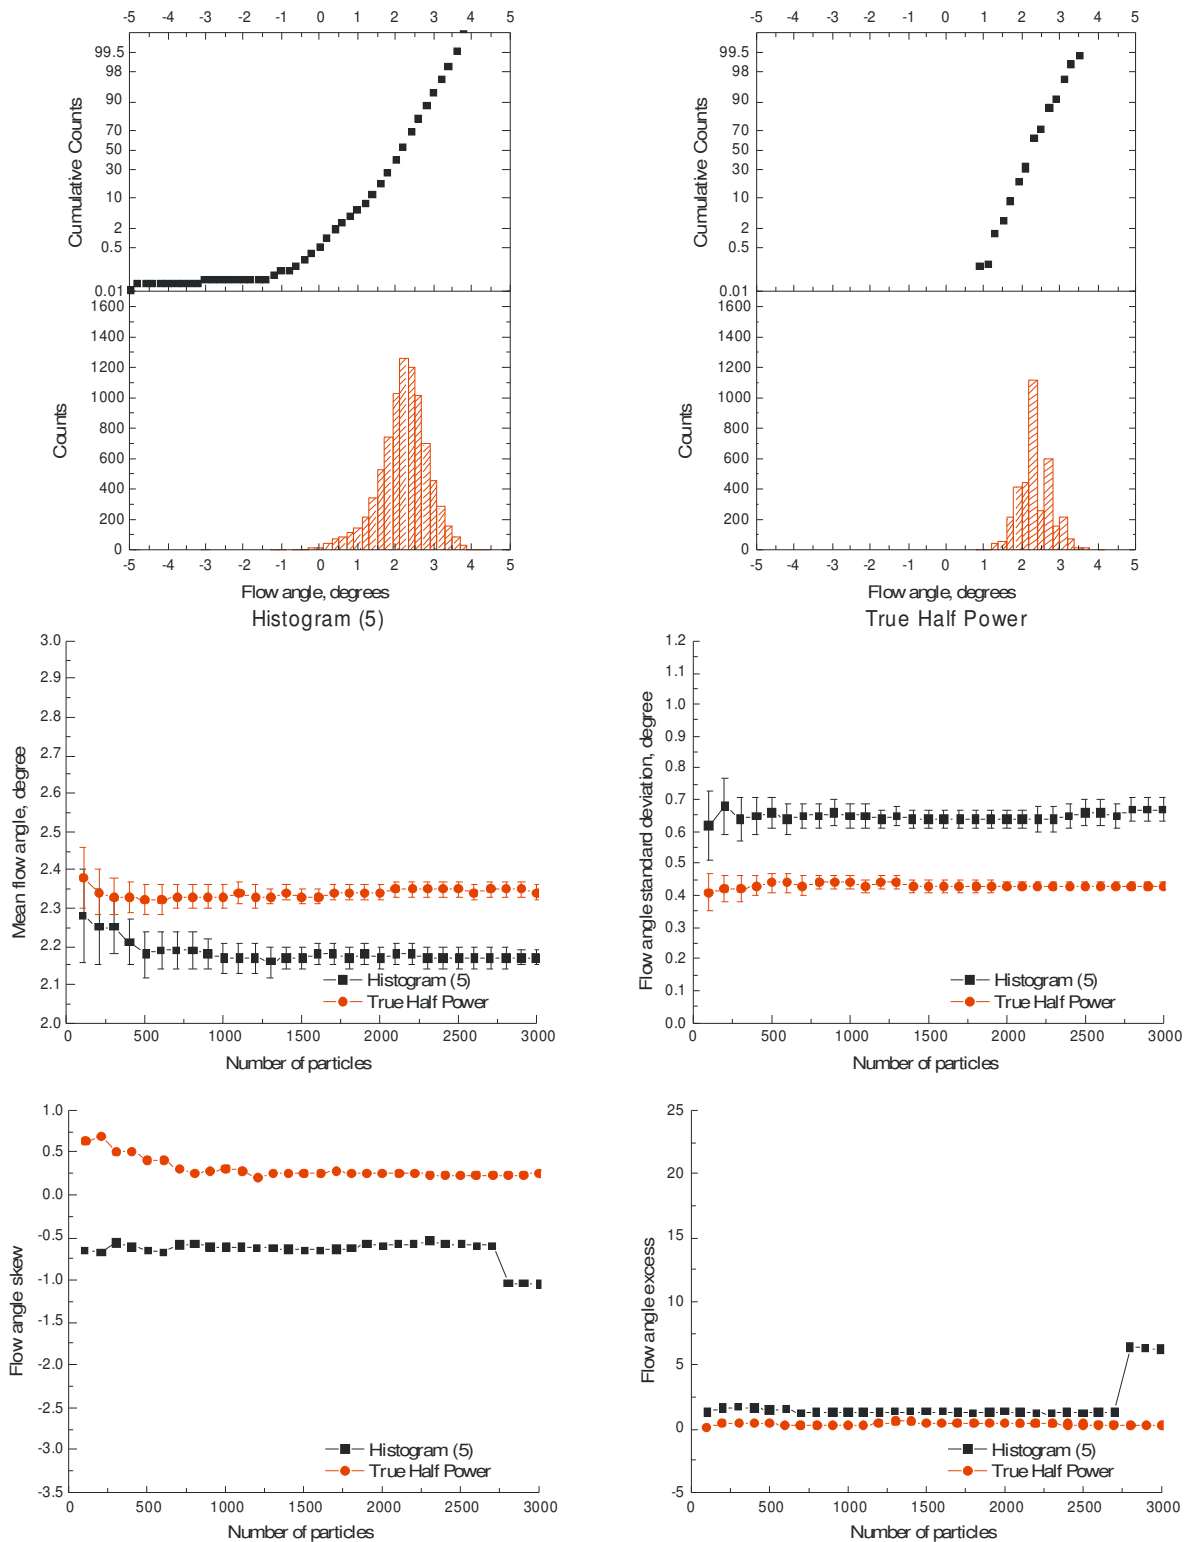 -5 -4 -3 -2 -1 0 1 2 3 4 5
99.5
98
90
70
50
30
10
2
0.5
0.01
Cumulative Counts
1600
1400
1200
1000
800
600
400
200
0
Counts
-5 -4 -3 -2 -1 0 1 2 3 4 5
Flow angle, degrees
Histogram (5)
-5 -4 -3 -2 -1 0 1 2 3 4 5
99.5
98
90
70
50
30
10
2
0.5
0.01
Cumulative Counts
1600
1400
1200
1000
800
600
400
200
0
Counts
-5 -4 -3 -2 -1 0 1 2 3 4 5
Flow angle, degrees
True Half Power
3.0
2.9
2.8
2.7
2.6
2.5
2.4
2.3
2.2
2.1
2.0
Mean flow angle, degree
Histogram (5)
True Half Power
0 500 1000 1500 2000 2500 3000
Number of particles
1.2
1.1
1.0
0.9
0.8
0.7
0.6
0.5
0.4
0.3
0.2
0.1
0.0
Flow angle standard deviation, degree
Histogram (5)
True Half Power
0 500 1000 1500 2000 2500 3000
Number of particles
1.0
0.5
0.0
-0.5
-1.0
-1.5
-2.0
-2.5
-3.0
-3.5
Flow angle skew
Histogram (5)
True Half Power
0 500 1000 1500 2000 2500 3000
Number of particles
25
20
15
10
5
0
-5
Flow angle excess
Histogram (5)
True Half Power
0 500 1000 1500 2000 2500 3000
Number of particles